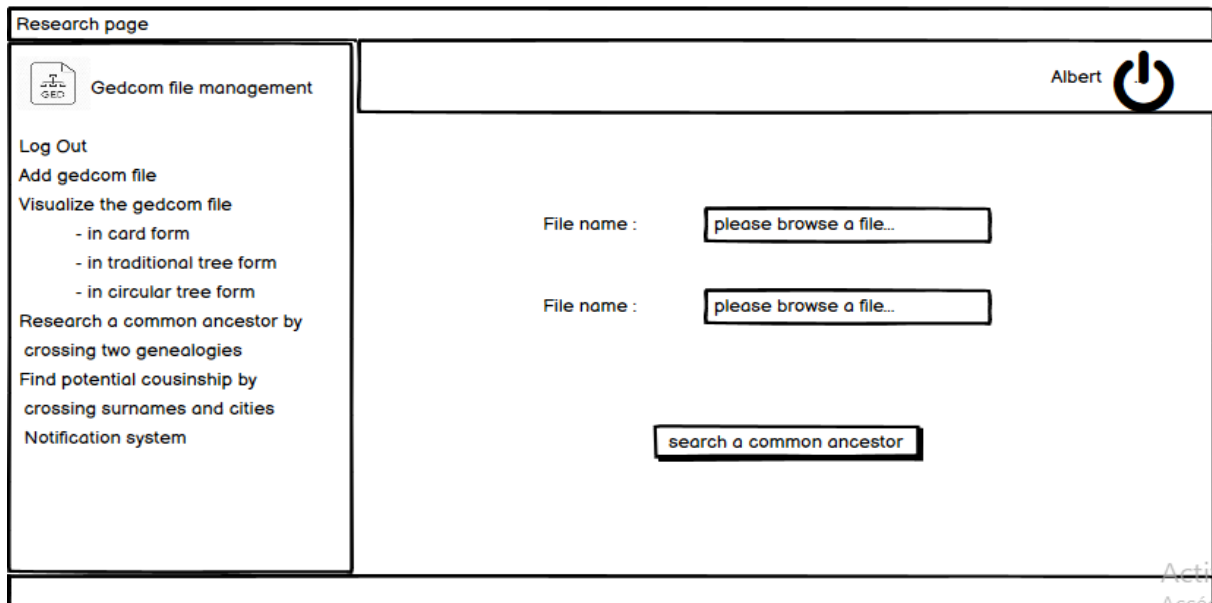 Research page
GED
Gedcom file management
Albert
Log Out
Add gedcom file
Visualize the gedcom file
- in card form
- in traditional tree form
- in circular tree form
Research a common ancestor by
crossing two genealogies
Find potential cousinship by
crossing surnames and cities
Notification system
File name :
please browse a file...
File name :
please browse a file...
search a common ancestor
Acti